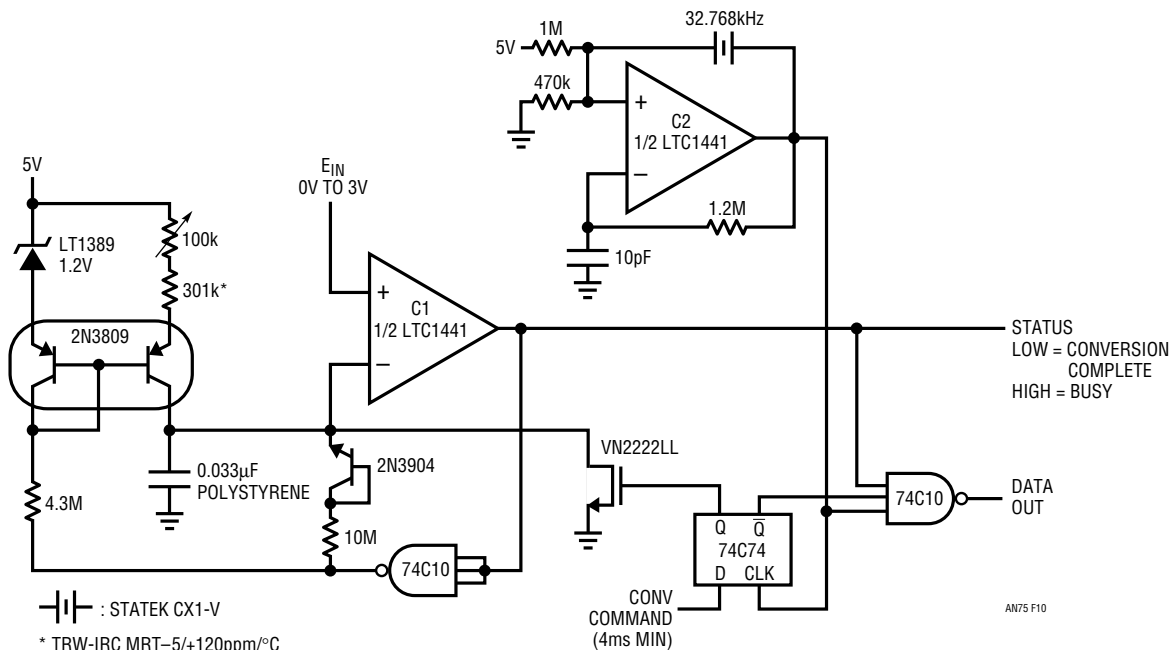 32.768kHz
1M
5V
470k
+
C2
1/2 LTC1441
–
1.2M
10pF
5V
E_IN
0V TO 3V
LT1389
1.2V
100k
301k*
+
C1
1/2 LTC1441
–
2N3809
STATUS
LOW = CONVERSION
COMPLETE
HIGH = BUSY
VN2222LL
2N3904
0.033µF
POLYSTYRENE
4.3M
10M
74C10
Q Q̅
74C74
D CLK
74C10
DATA
OUT
CONV
COMMAND
(4ms MIN)
: STATEK CX1-V
* TRW-IRC MRT–5/+120ppm/°C
AN75 F10